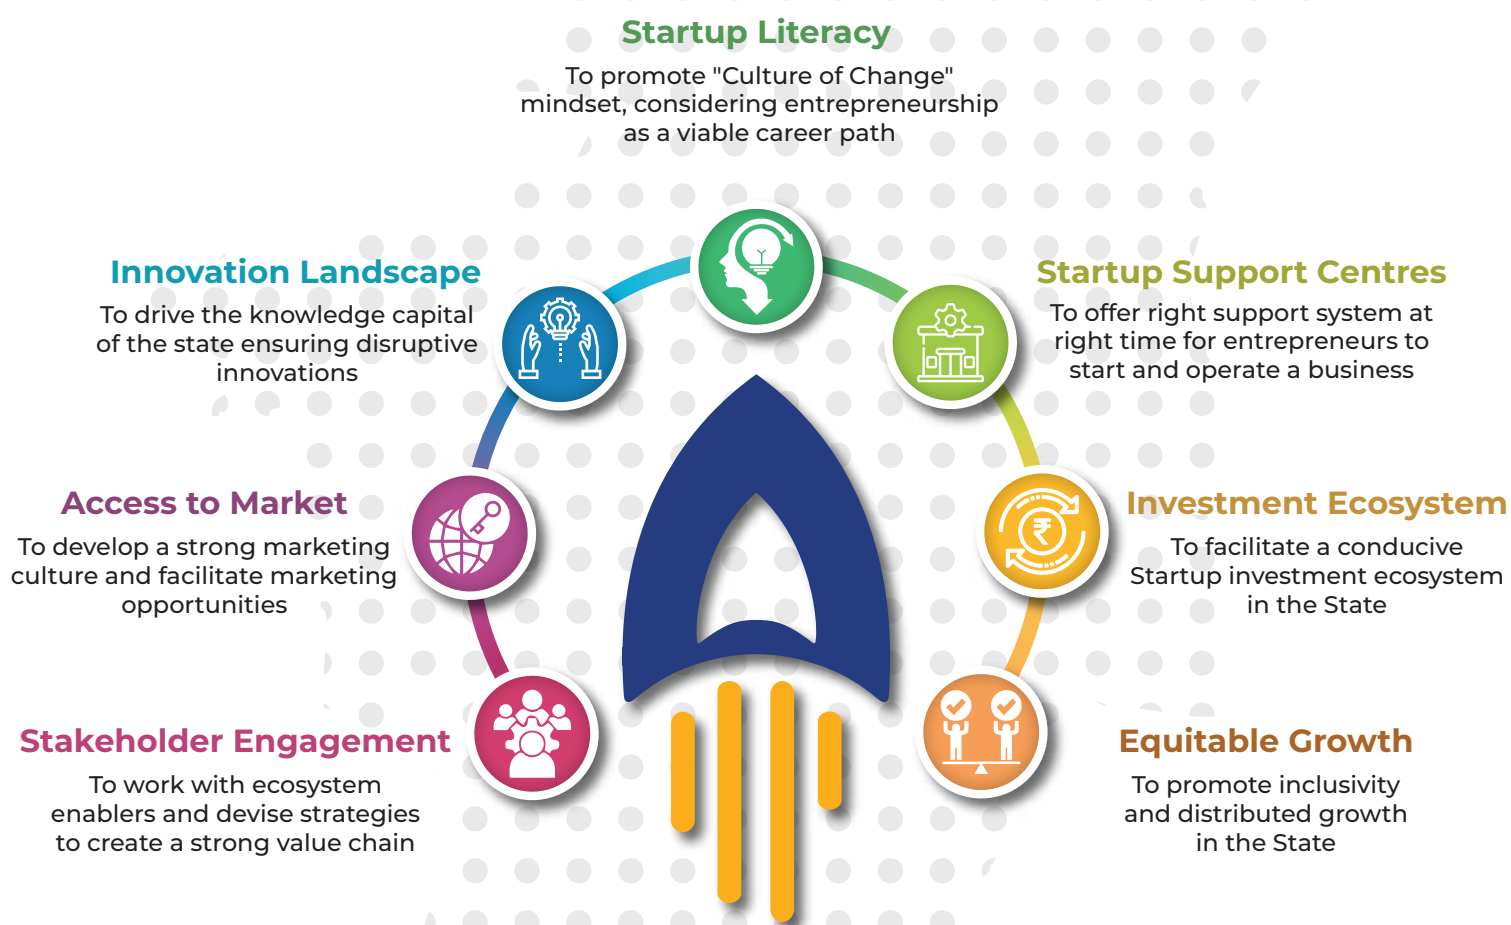 Startup Literacy
To promote "Culture of Change"
mindset, considering entrepreneurship
as a viable career path
Innovation Landscape
To drive the knowledge capital
of the state ensuring disruptive
innovations
Startup Support Centres
To offer right support system at
right time for entrepreneurs to
start and operate a business
Access to Market
To develop a strong marketing
culture and facilitate marketing
opportunities
₹
Investment Ecosystem
To facilitate a conducive
Startup investment ecosystem
in the State
Stakeholder Engagement
To work with ecosystem
enablers and devise strategies
to create a strong value chain
Equitable Growth
To promote inclusivity
and distributed growth
in the State